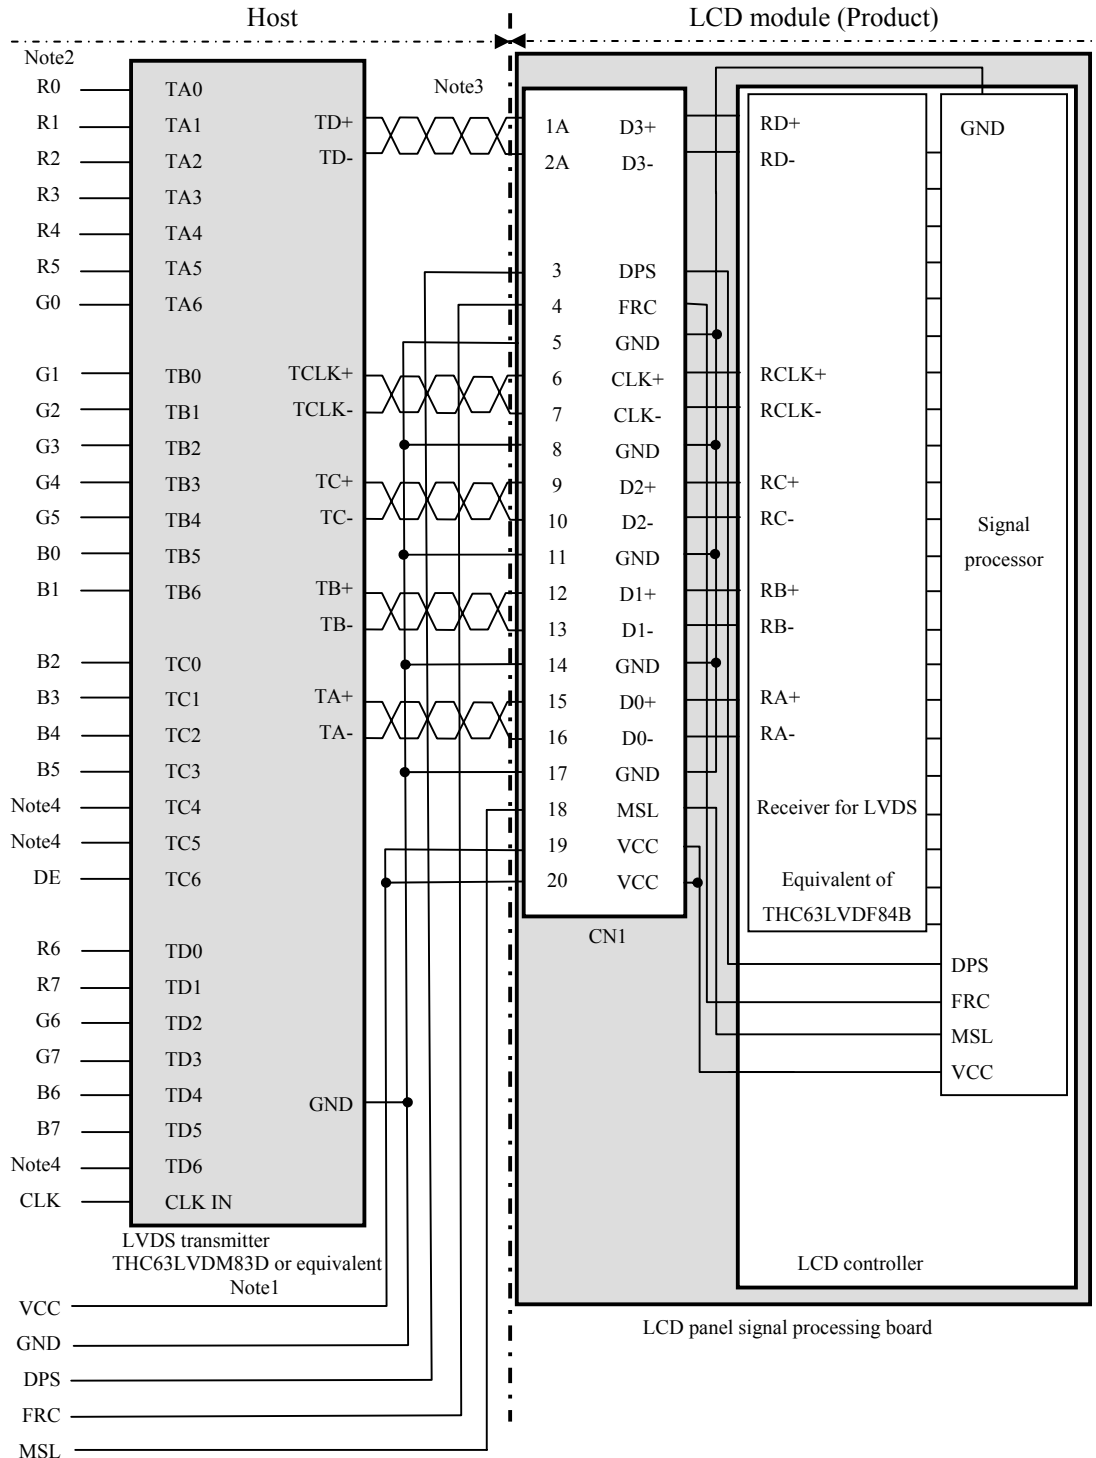 Host
LCD module (Product)
Note2
Note3
R0 TA0
R1 TA1 TD+ 1A D3+ RD+ GND
R2 TA2 TD- 2A D3- RD-
R3 TA3
R4 TA4
R5 TA5 3 DPS
G0 TA6 4 FRC
5 GND
G1 TB0 TCLK+ 6 CLK+ RCLK+
G2 TB1 TCLK- 7 CLK- RCLK-
G3 TB2 8 GND
G4 TB3 TC+ 9 D2+ RC+
G5 TB4 TC- 10 D2- RC-
Signal
processor
B0 TB5 11 GND
B1 TB6 TB+ 12 D1+ RB+
TB- 13 D1- RB-
B2 TC0 14 GND
B3 TC1 TA+ 15 D0+ RA+
B4 TC2 TA- 16 D0- RA-
B5 TC3 17 GND
Note4 TC4 18 MSL Receiver for LVDS
Note4 TC5 19 VCC
DE TC6 20 VCC Equivalent of
THC63LVDF84B
CN1
R6 TD0 DPS
R7 TD1 FRC
G6 TD2 MSL
G7 TD3 VCC
B6 TD4 GND
B7 TD5
Note4 TD6
CLK CLK IN
LVDS transmitter
THC63LVDM83D or equivalent
Note1
LCD controller
VCC
LCD panel signal processing board
GND
DPS
FRC
MSL